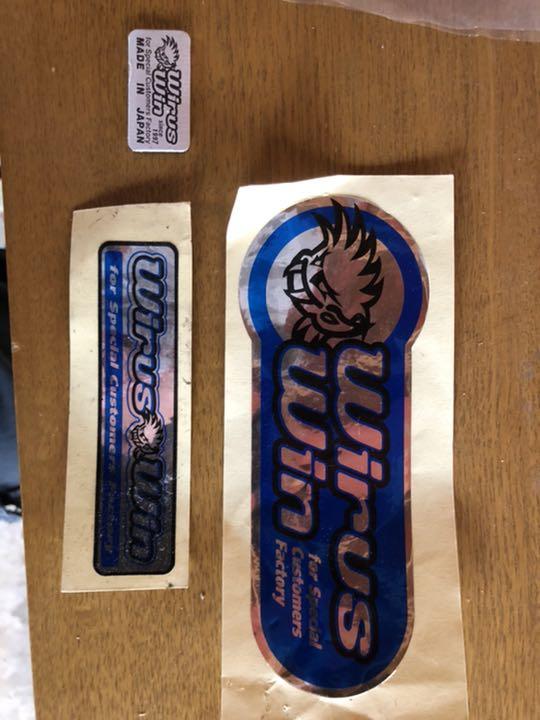 Wirus
Win
since 1997
for Special Customers Factory
MADE IN JAPAN
Wirus Win
for Special Customers Factory
Wirus
Win
for Special
Customers
Factory